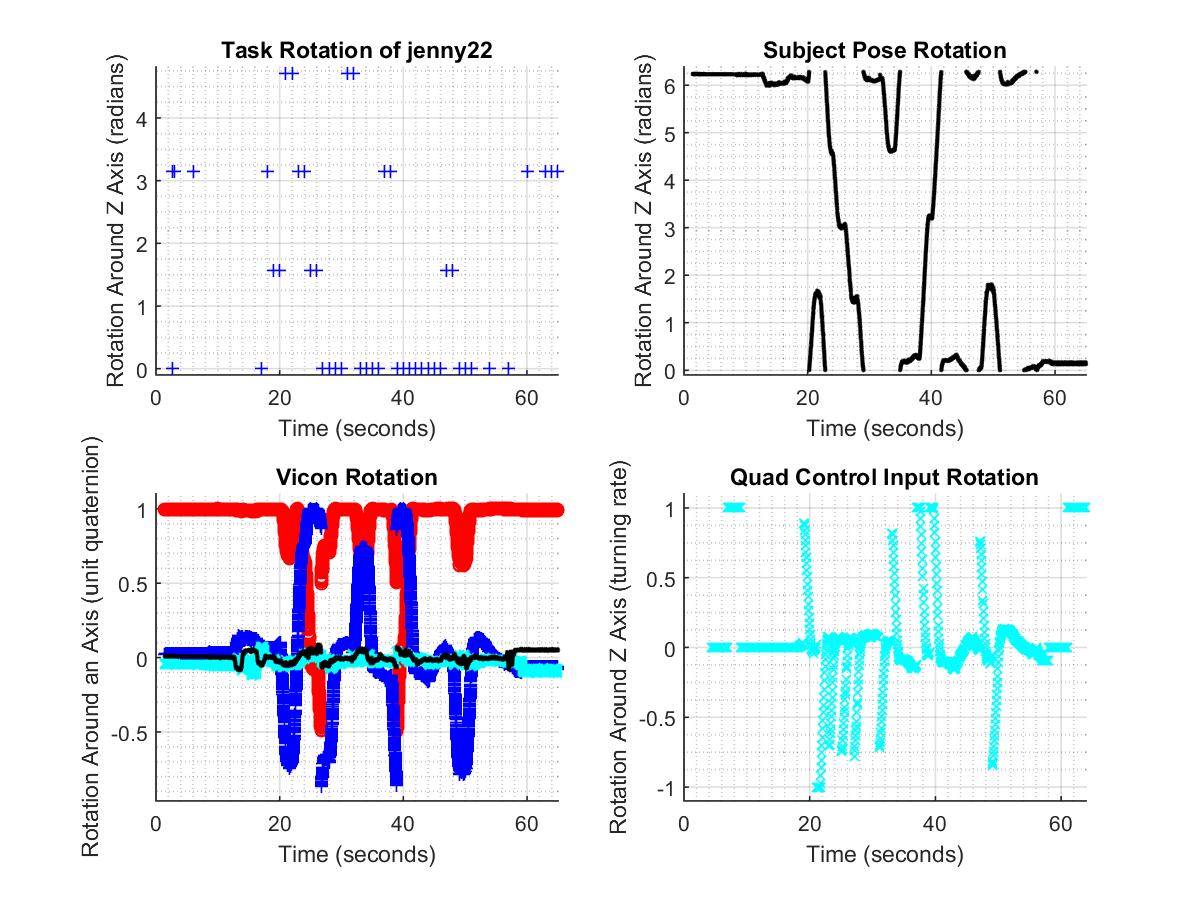 Task Rotation of jenny22
Rotation Around Z Axis (radians)
4
3
2
1
0
0 20 40 60
Time (seconds)
Subject Pose Rotation
Rotation Around Z Axis (radians)
6
5
4
3
2
1
0
0 20 40 60
Time (seconds)
Vicon Rotation
Rotation Around an Axis (unit quaternion)
1
0.5
0
-0.5
0 20 40 60
Time (seconds)
Quad Control Input Rotation
Rotation Around Z Axis (turning rate)
1
0.5
0
-0.5
-1
0 20 40 60
Time (seconds)